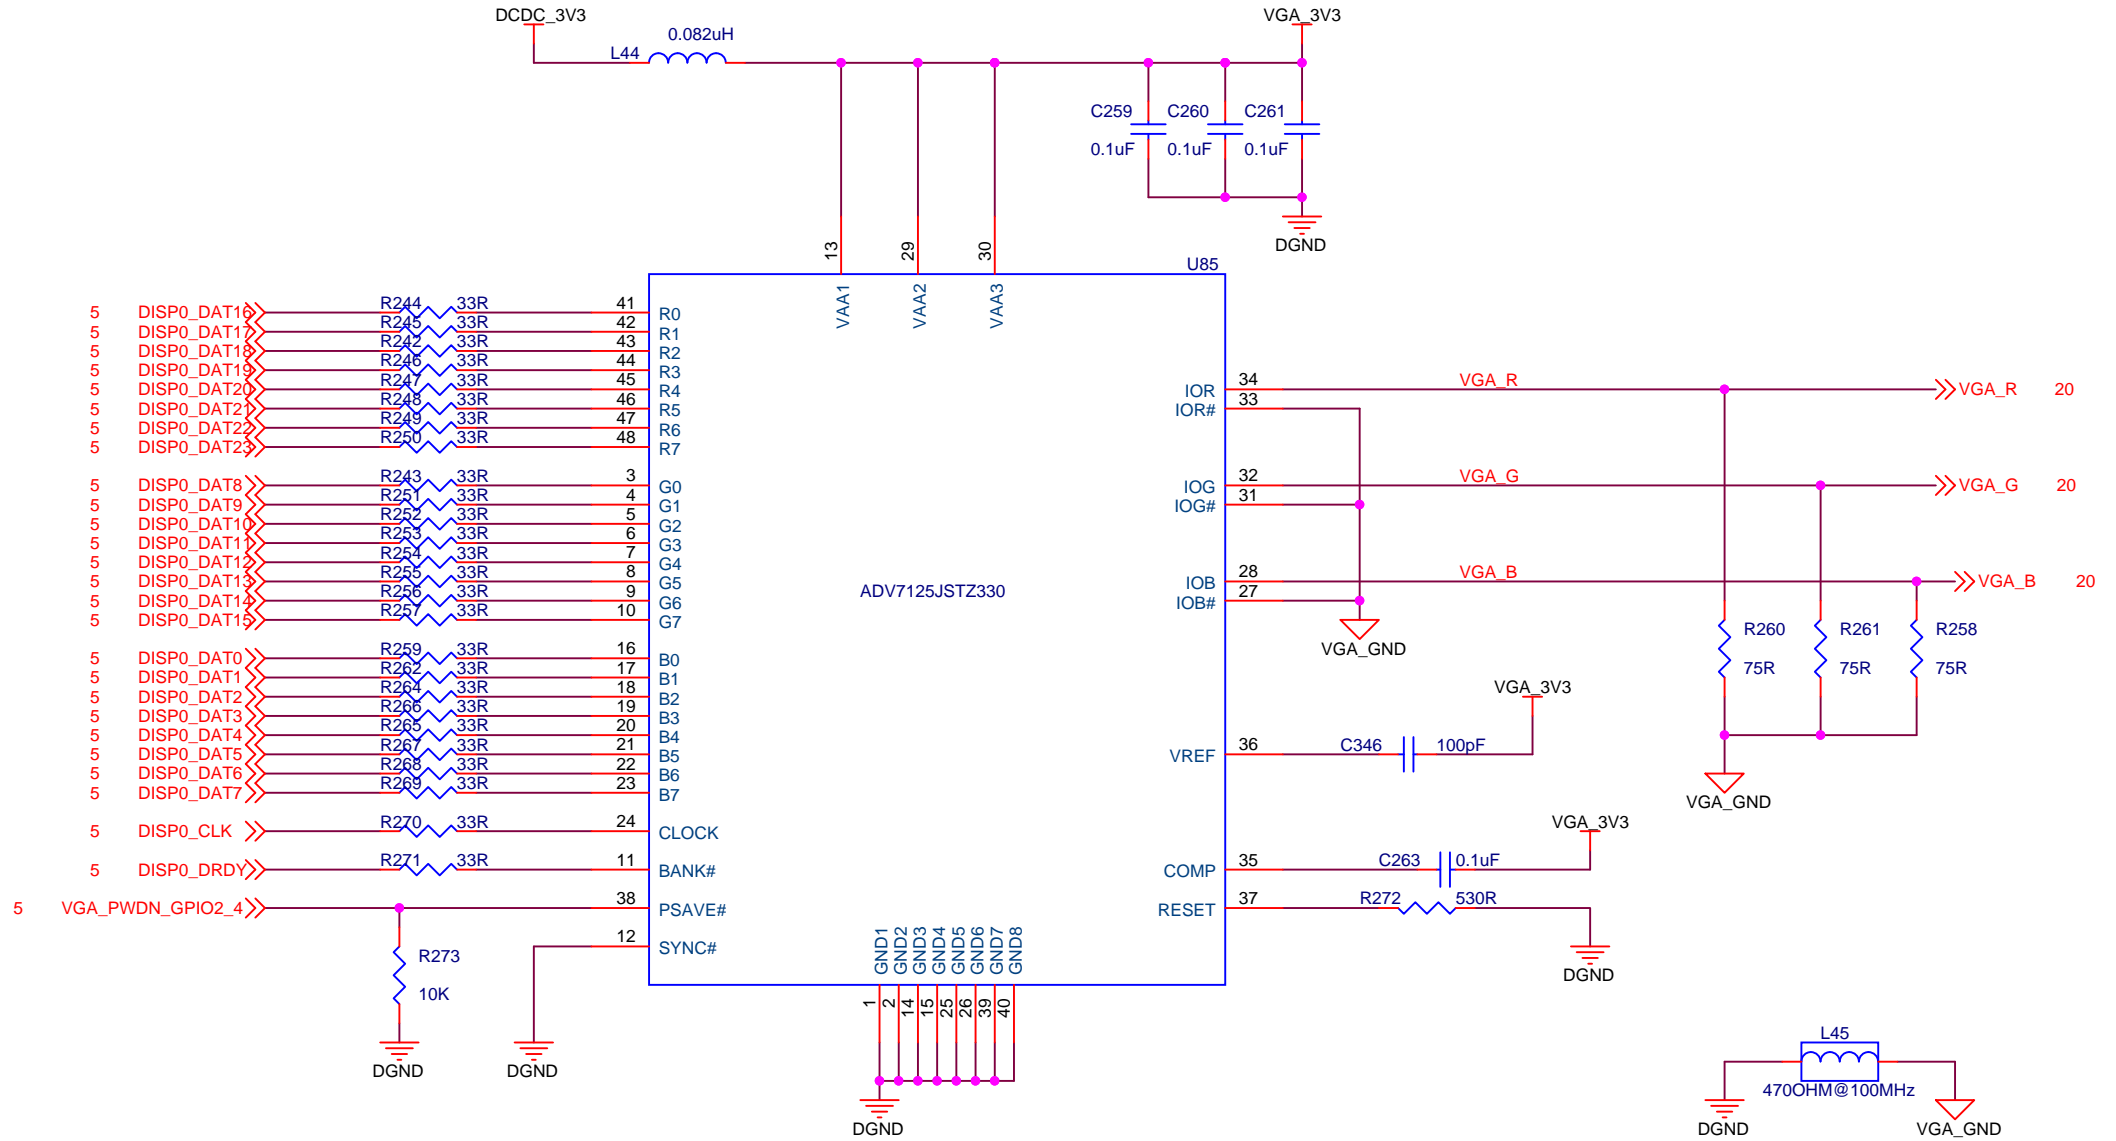 DCDC_3V3
VGA_3V3
L44
0.082uH
C259
C260
C261
0.1uF
0.1uF
0.1uF
DGND
13
29
30
U85
VAA1
VAA2
VAA3
5 DISP0_DAT16 R244 33R 41 R0
5 DISP0_DAT17 R245 33R 42 R1
5 DISP0_DAT18 R242 33R 43 R2
5 DISP0_DAT19 R246 33R 44 R3
5 DISP0_DAT20 R247 33R 45 R4
5 DISP0_DAT21 R248 33R 46 R5
5 DISP0_DAT22 R249 33R 47 R6
5 DISP0_DAT23 R250 33R 48 R7
5 DISP0_DAT8 R243 33R 3 G0
5 DISP0_DAT9 R251 33R 4 G1
5 DISP0_DAT10 R252 33R 5 G2
5 DISP0_DAT11 R253 33R 6 G3
5 DISP0_DAT12 R254 33R 7 G4
5 DISP0_DAT13 R255 33R 8 G5
5 DISP0_DAT14 R256 33R 9 G6
5 DISP0_DAT15 R257 33R 10 G7
5 DISP0_DAT0 R259 33R 16 B0
5 DISP0_DAT1 R262 33R 17 B1
5 DISP0_DAT2 R264 33R 18 B2
5 DISP0_DAT3 R266 33R 19 B3
5 DISP0_DAT4 R265 33R 20 B4
5 DISP0_DAT5 R267 33R 21 B5
5 DISP0_DAT6 R268 33R 22 B6
5 DISP0_DAT7 R269 33R 23 B7
5 DISP0_CLK R270 33R 24 CLOCK
5 DISP0_DRDY R271 33R 11 BANK#
5 VGA_PWDN_GPIO2_4 38 PSAVE#
12 SYNC#
R273
10K
DGND
DGND
ADV7125JSTZ330
IOR 34 VGA_R VGA_R 20
IOR# 33
IOG 32 VGA_G VGA_G 20
IOG# 31
IOB 28 VGA_B VGA_B 20
IOB# 27
VGA_GND
R260
75R
R261
75R
R258
75R
VGA_GND
VGA_3V3
VREF 36 C346 100pF
VGA_3V3
COMP 35 C263 0.1uF
RESET 37 R272 530R
DGND
GND1
GND2
GND3
GND4
GND5
GND6
GND7
GND8
1
2
14
15
25
26
39
40
DGND
L45
470OHM@100MHz
DGND
VGA_GND